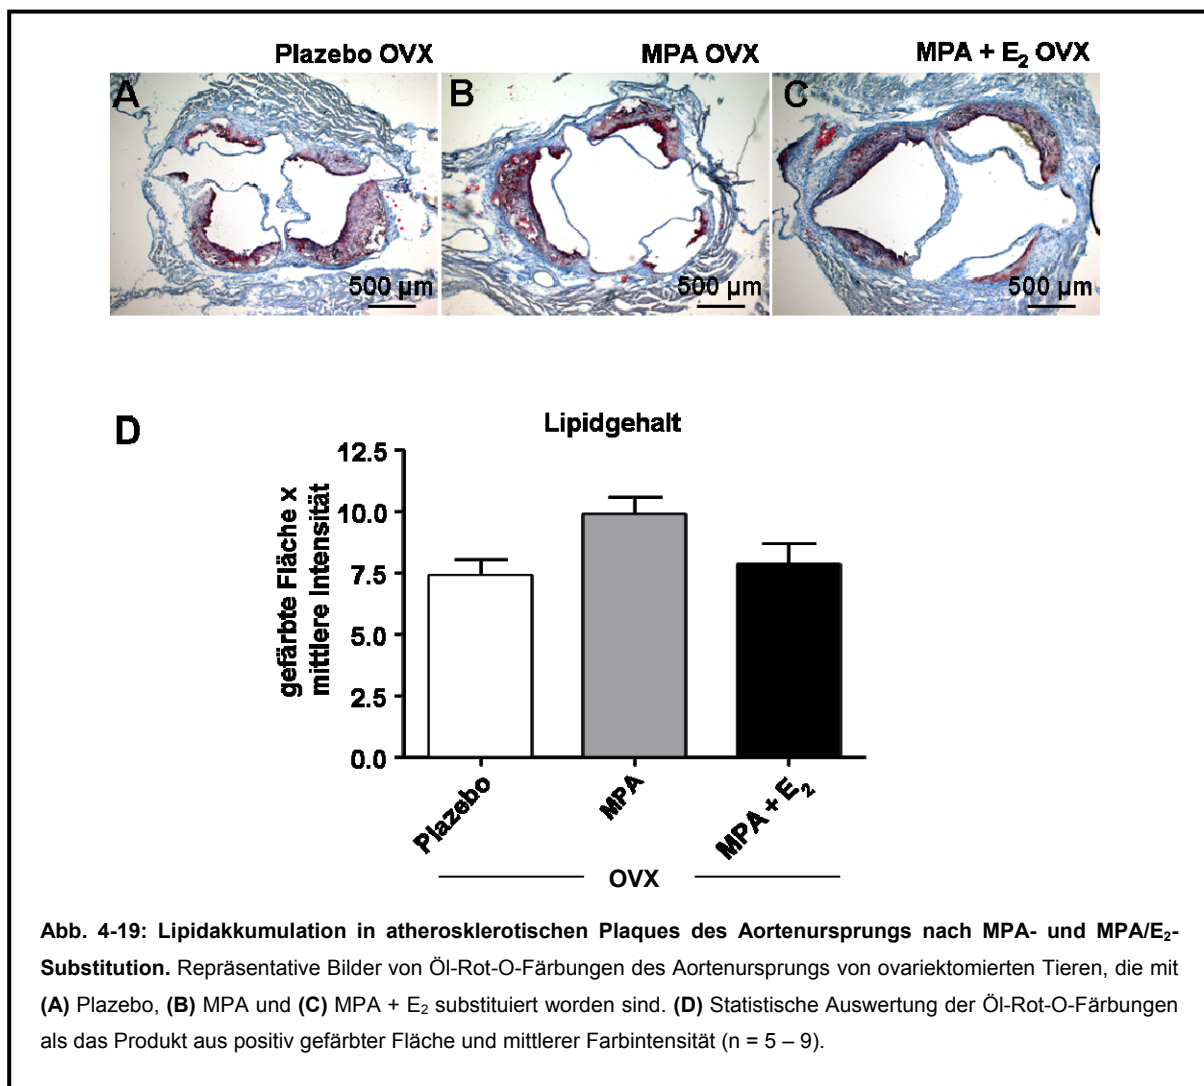 Plazebo OVX
MPA OVX
MPA + E₂ OVX
A
B
C
500 µm
500 µm
500 µm
D
Lipidgehalt
gefärbte Fläche x
mittlere Intensität
12.5
10.0
7.5
5.0
2.5
0.0
Plazebo
MPA
MPA + E₂
OVX
Abb. 4-19: Lipidakkumulation in atherosklerotischen Plaques des Aortenursprungs nach MPA- und MPA/E₂-
Substitution. Repräsentative Bilder von Öl-Rot-O-Färbungen des Aortenursprungs von ovariektomierten Tieren, die mit
(A) Plazebo, (B) MPA und (C) MPA + E₂ substituiert worden sind. (D) Statistische Auswertung der Öl-Rot-O-Färbungen
als das Produkt aus positiv gefärbter Fläche und mittlerer Farbintensität (n = 5 – 9).